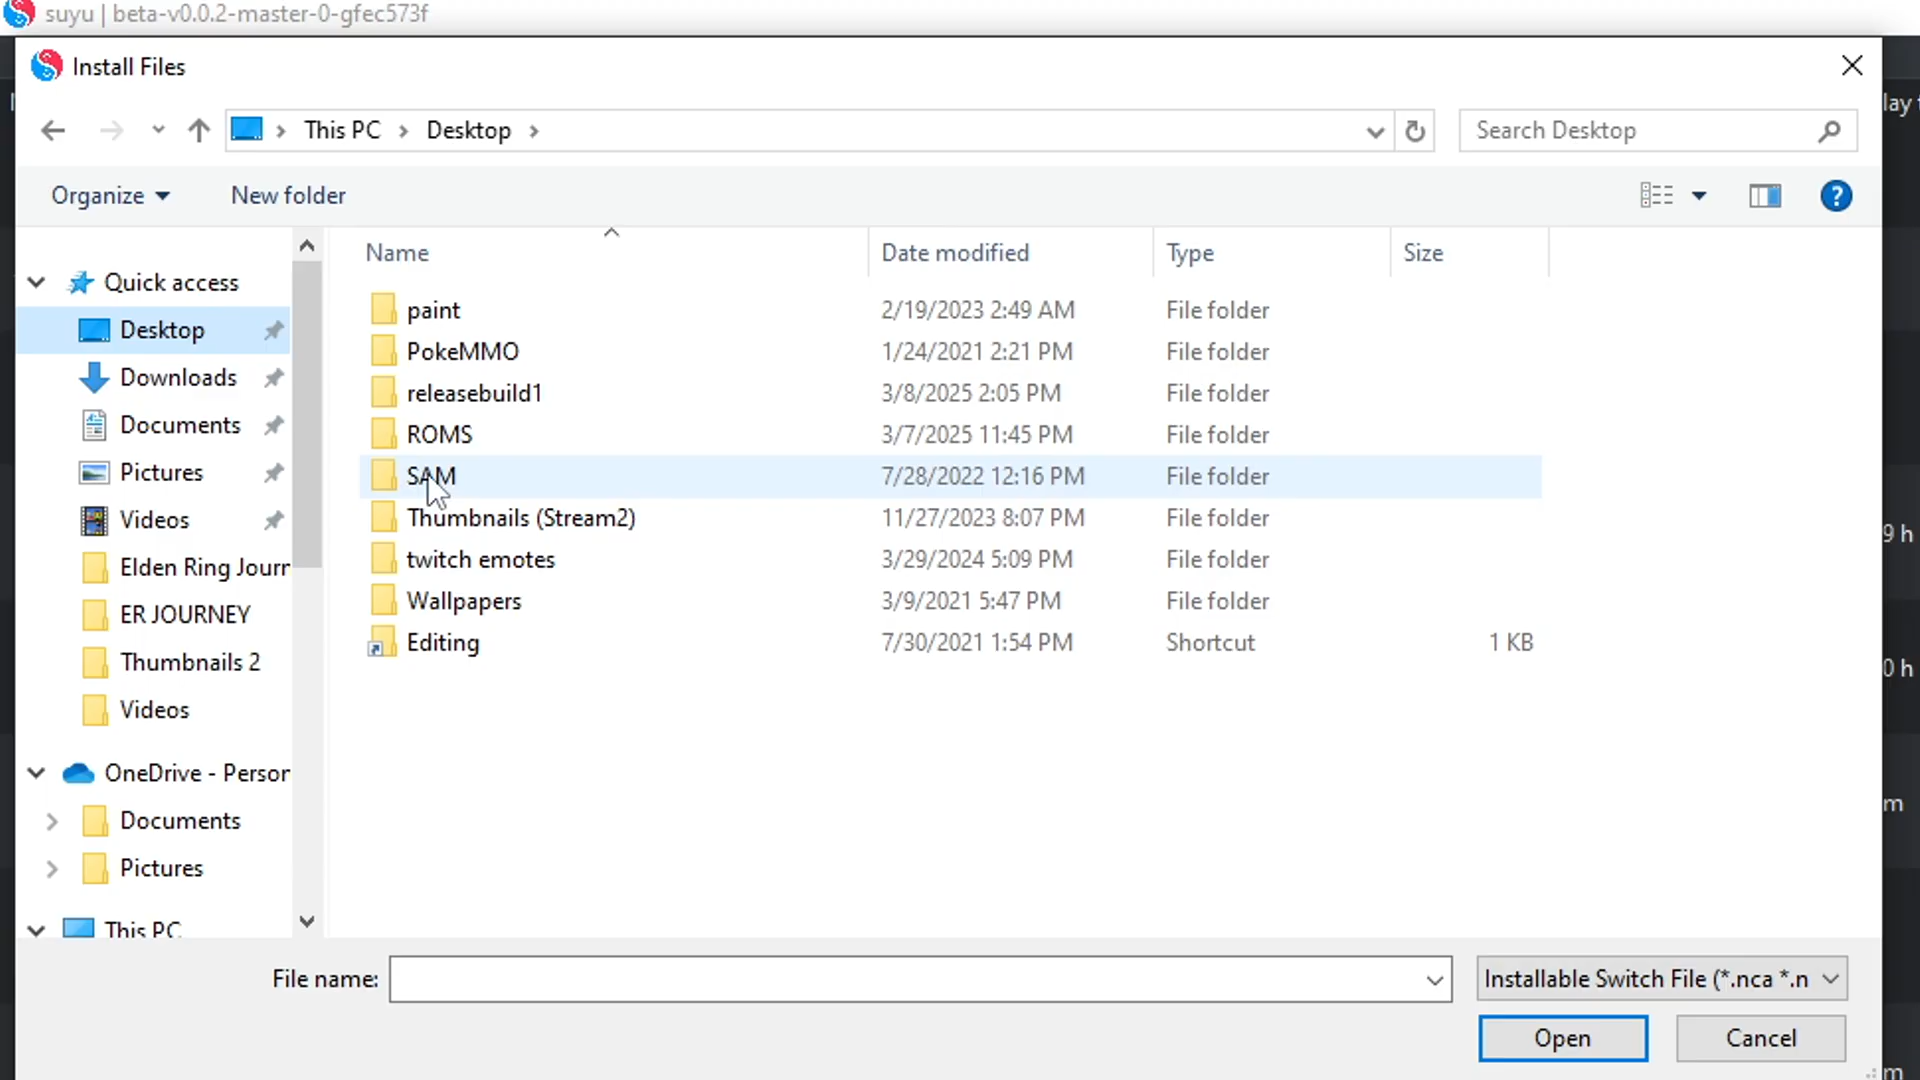 suyu | beta-v0.0.2-master-0-gfec573f
Install Files
This PC > Desktop >
Search Desktop
lay
Organize
New folder
?
Name Date modified Type Size
Quick access
Desktop
Downloads
Documents
Pictures
Videos
Elden Ring Journ
ER JOURNEY
Thumbnails 2
Videos
OneDrive - Person
Documents
Pictures
This PC
paint 2/19/2023 2:49 AM File folder
PokeMMO 1/24/2021 2:21 PM File folder
releasebuild1 3/8/2025 2:05 PM File folder
ROMS 3/7/2025 11:45 PM File folder
SAM 7/28/2022 12:16 PM File folder
Thumbnails (Stream2) 11/27/2023 8:07 PM File folder
twitch emotes 3/29/2024 5:09 PM File folder
Wallpapers 3/9/2021 5:47 PM File folder
Editing 7/30/2021 1:54 PM Shortcut 1 KB
9 h
0 h
m
m
File name:
Installable Switch File (*.nca *.n
Open
Cancel